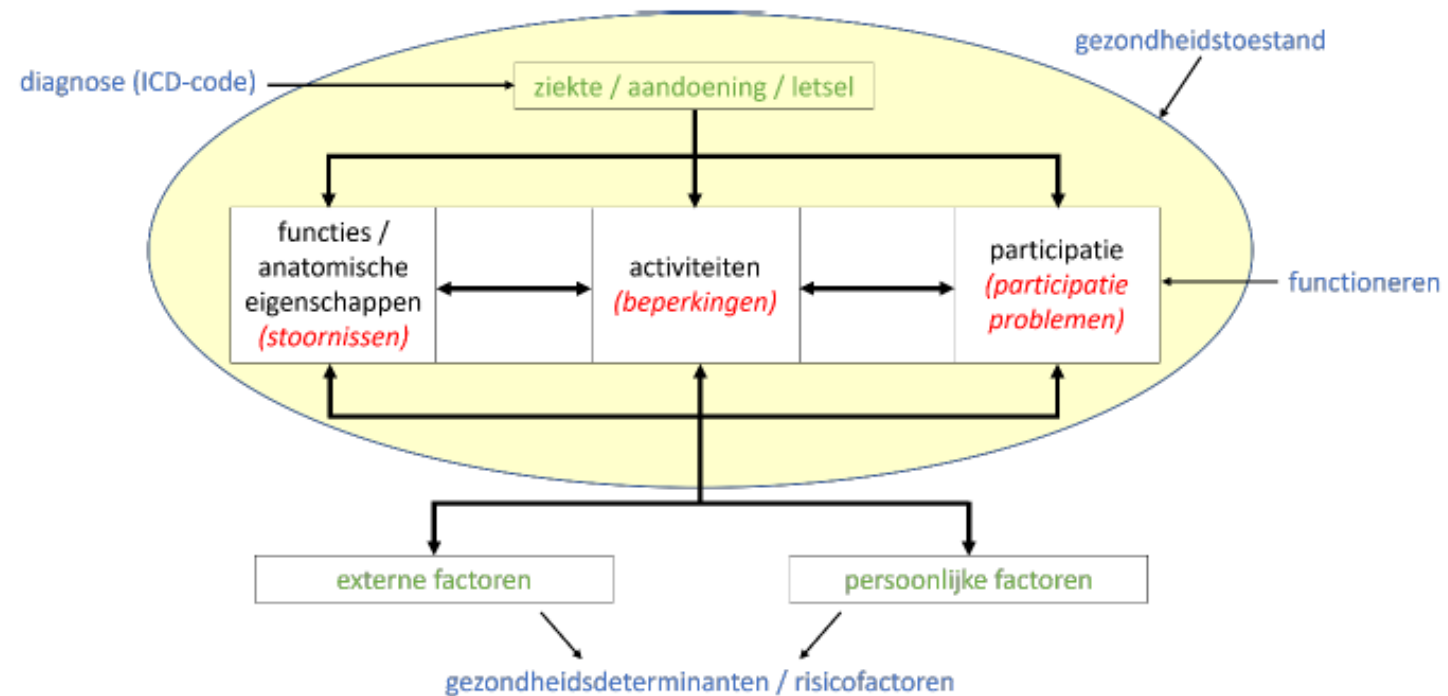 gezondheidstoestand
diagnose (ICD-code)
ziekte / aandoening / letsel
functies /
anatomische
eigenschappen
(stoornissen)
activiteiten
(beperkingen)
participatie
(participatie
problemen)
functioneren
externe factoren
persoonlijke factoren
gezondheidsdeterminanten / risicofactoren